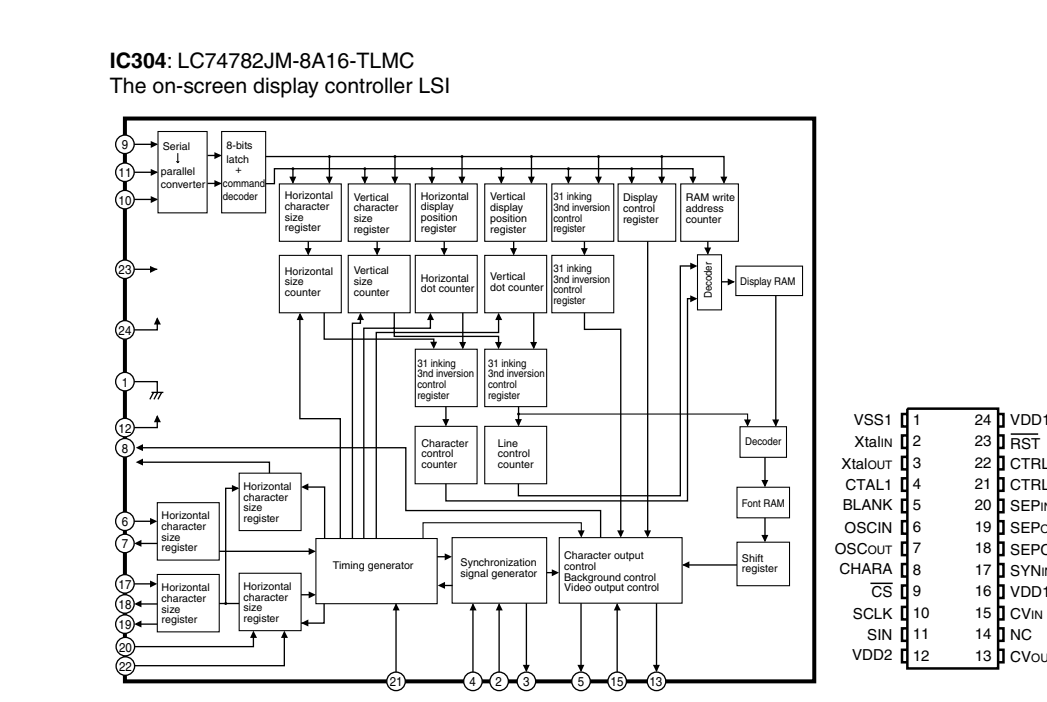 IC304: LC74782JM-8A16-TLMC
The on-screen display controller LSI
9
11
10
23
24
1
12
8
6
7
17
18
19
20
22
Serial
↓
parallel
converter
8-bits
latch
+
command
decoder
Horizontal
character
size
register
Vertical
character
size
register
Horizontal
display
position
register
Vertical
display
position
register
31 inking
3nd inversion
control
register
Display
control
register
RAM write
address
counter
Horizontal
size
counter
Vertical
size
counter
Horizontal
dot counter
Vertical
dot counter
31 inking
3nd inversion
control
register
Decoder
Display RAM
31 inking
3nd inversion
control
register
31 inking
3nd inversion
control
register
Character
control
counter
Line
control
counter
Decoder
Font RAM
Shift
register
Horizontal
character
size
register
Horizontal
character
size
register
Horizontal
character
size
register
Horizontal
character
size
register
Timing generator
Synchronization
signal generator
Character output
control
Background control
Video output control
21
4
2
3
5
15
13
VSS1 1 24 VDD1
XtalIN 2 23 RST
XtalOUT 3 22 CTRL
CTAL1 4 21 CTRL
BLANK 5 20 SEPIN
OSCIN 6 19 SEPO
OSCOUT 7 18 SEPC
CHARA 8 17 SYNIN
CS 9 16 VDD1
SCLK 10 15 CVIN
SIN 11 14 NC
VDD2 12 13 CVOU